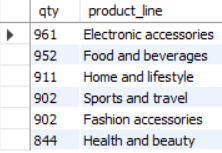 qty product_line
961 Electronic accessories
952 Food and beverages
911 Home and lifestyle
902 Sports and travel
902 Fashion accessories
844 Health and beauty